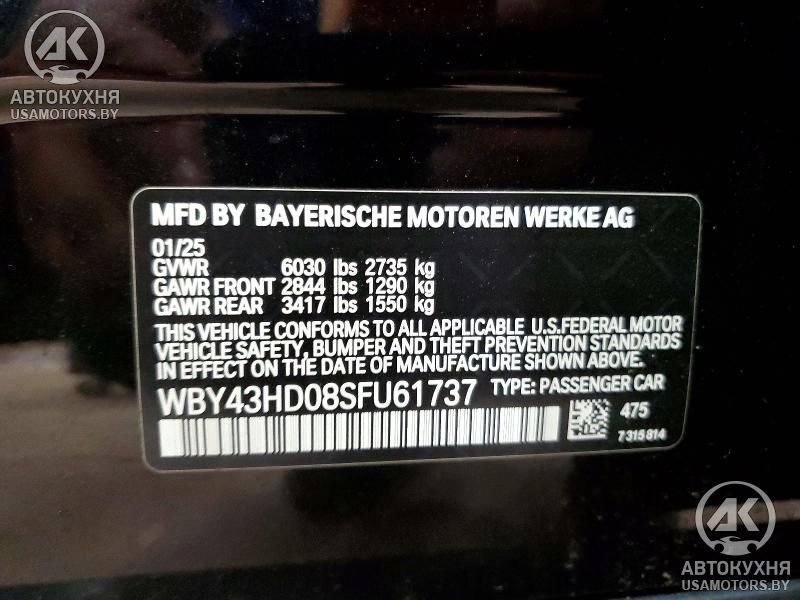 AK
АВТОКУХНЯ
USAMOTORS.BY
MFD BY BAYERISCHE MOTOREN WERKE AG
01/25
GVWR 6030 lbs 2735 kg
GAWR FRONT 2844 lbs 1290 kg
GAWR REAR 3417 lbs 1550 kg
THIS VEHICLE CONFORMS TO ALL APPLICABLE U.S.FEDERAL MOTOR
VEHICLE SAFETY, BUMPER AND THEFT PREVENTION STANDARDS
IN EFFECT ON THE DATE OF MANUFACTURE SHOWN ABOVE.
WBY43HD08SFU61737 TYPE: PASSENGER CAR
475
7315814
AK
АВТОКУХНЯ
USAMOTORS.BY